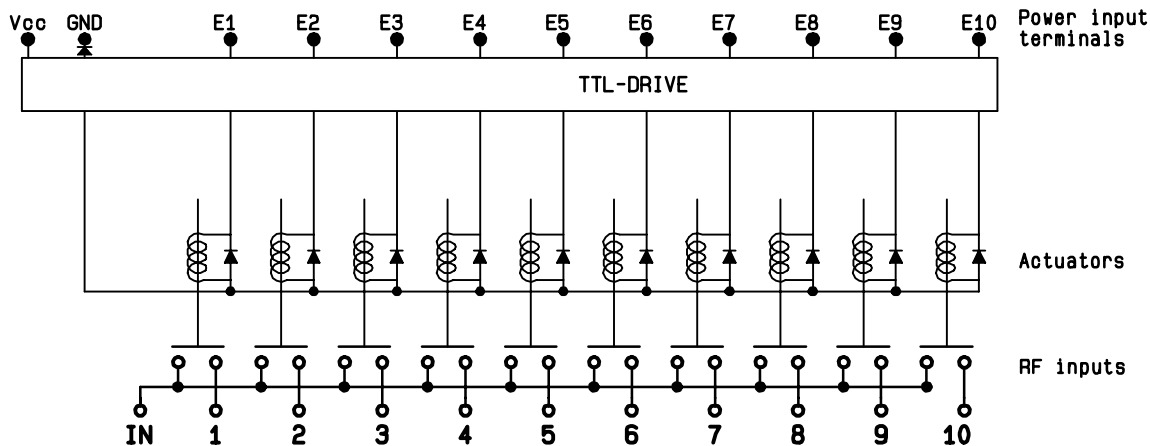 Vcc GND E1 E2 E3 E4 E5 E6 E7 E8 E9 E10 Power input
terminals
TTL-DRIVE
Actuators
RF inputs
IN 1 2 3 4 5 6 7 8 9 10